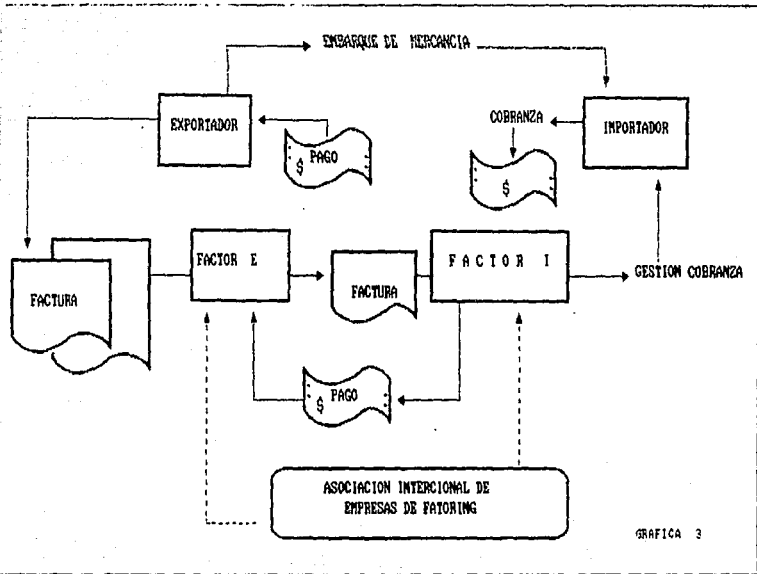 EMBARQUE DE MERCANCIA
EXPORTADOR
$ PAGO
COBRANZA
IMPORTADOR
$
FACTURA
FACTOR E
FACTURA
FACTOR I
GESTION COBRANZA
$ PAGO
ASOCIACION INTERCIONAL DE
EMPRESAS DE FATORING
GRAFICA 3